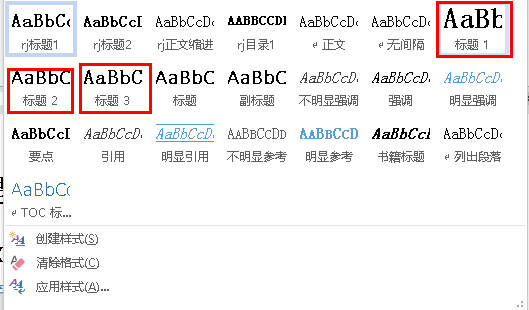 AaBbC AaBbCcI AaBbCcDc AABBCCDI AaBbCcDc AaBbCcDc AaBb
rj标题1 rj标题2 rj正文缩进 rj目录1 ↵ 正文 ↵ 无间隔 标题 1
AaBbC AaBbC AaBbC AaBbC AaBbCcDc AaBbCcDc AaBbCcDc
标题 2 标题 3 标题 副标题 不明显强调 强调 明显强调
AaBbCcI AaBbCcDc AaBbCcDc AABBCCDD AABBCCD AaBbCcI AaBbCcDc
要点 引用 明显引用 不明显参考 明显参考 书籍标题 ↵ 列出段落
AaBbCc
↵ TOC 标...
创建样式(S)
清除格式(C)
应用样式(A)...